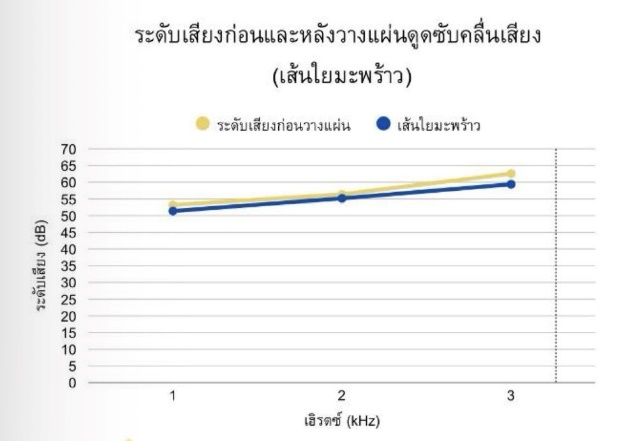 ระดับเสียงก่อนและหลังวางแผ่นดูดซับคลื่นเสียง
(เส้นใยมะพร้าว)
ระดับเสียงก่อนวางแผ่น เส้นใยมะพร้าว
70
65
60
55
50
45
40
35
30
25
20
15
10
5
0
ระดับเสียง (dB)
1 2 3
เฮิรตซ์ (kHz)